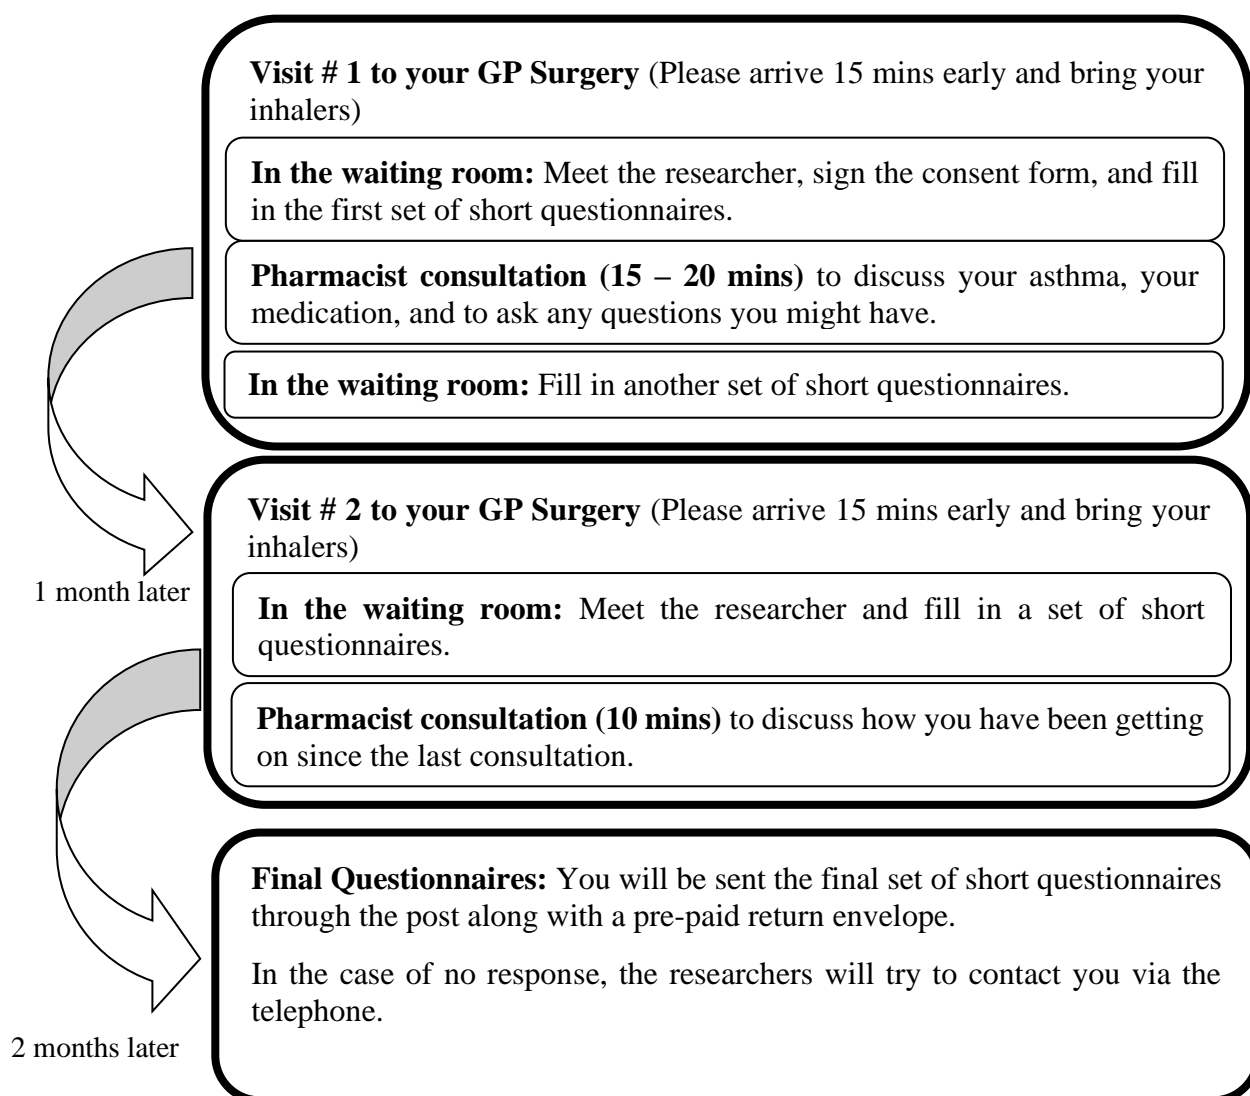 Visit # 1 to your GP Surgery (Please arrive 15 mins early and bring your
inhalers)
In the waiting room: Meet the researcher, sign the consent form, and fill
in the first set of short questionnaires.
Pharmacist consultation (15 – 20 mins) to discuss your asthma, your
medication, and to ask any questions you might have.
In the waiting room: Fill in another set of short questionnaires.
1 month later
Visit # 2 to your GP Surgery (Please arrive 15 mins early and bring your
inhalers)
In the waiting room: Meet the researcher and fill in a set of short
questionnaires.
Pharmacist consultation (10 mins) to discuss how you have been getting
on since the last consultation.
2 months later
Final Questionnaires: You will be sent the final set of short questionnaires
through the post along with a pre-paid return envelope.
In the case of no response, the researchers will try to contact you via the
telephone.